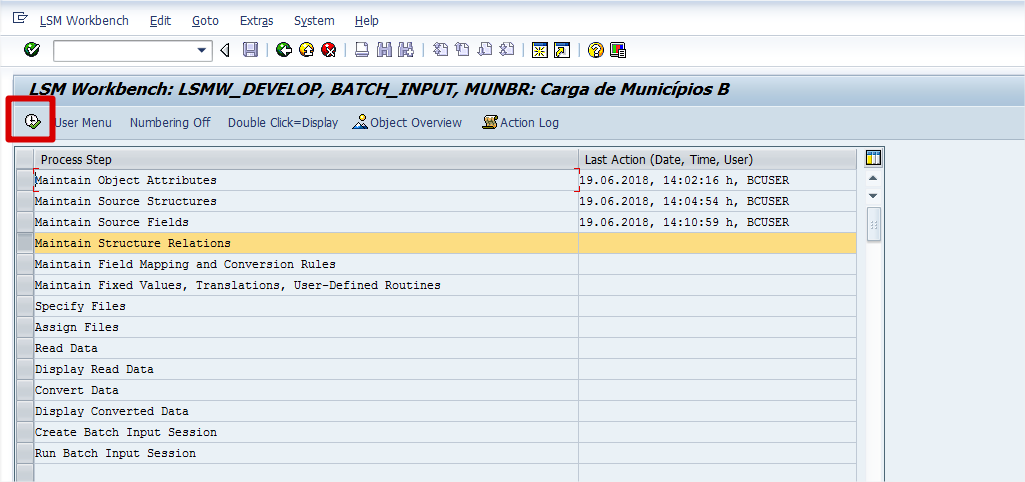 LSM Workbench Edit Goto Extras System Help
LSM Workbench: LSMW_DEVELOP, BATCH_INPUT, MUNBR: Carga de Municípios B
User Menu Numbering Off Double Click=Display Object Overview Action Log
Process Step Last Action (Date, Time, User)
Maintain Object Attributes 19.06.2018, 14:02:16 h, BCUSER
Maintain Source Structures 19.06.2018, 14:04:54 h, BCUSER
Maintain Source Fields 19.06.2018, 14:10:59 h, BCUSER
Maintain Structure Relations
Maintain Field Mapping and Conversion Rules
Maintain Fixed Values, Translations, User-Defined Routines
Specify Files
Assign Files
Read Data
Display Read Data
Convert Data
Display Converted Data
Create Batch Input Session
Run Batch Input Session